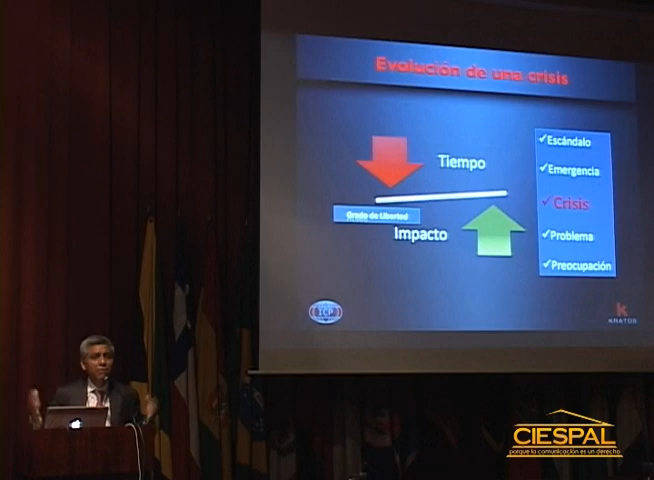 Evolución de una crisis
Tiempo
Grado de Libertad
Impacto
✓Escándalo
✓Emergencia
✓Crisis
✓Problema
✓Preocupación
ICP
K
KRATOS
CIESPAL
porque la comunicación es un derecho